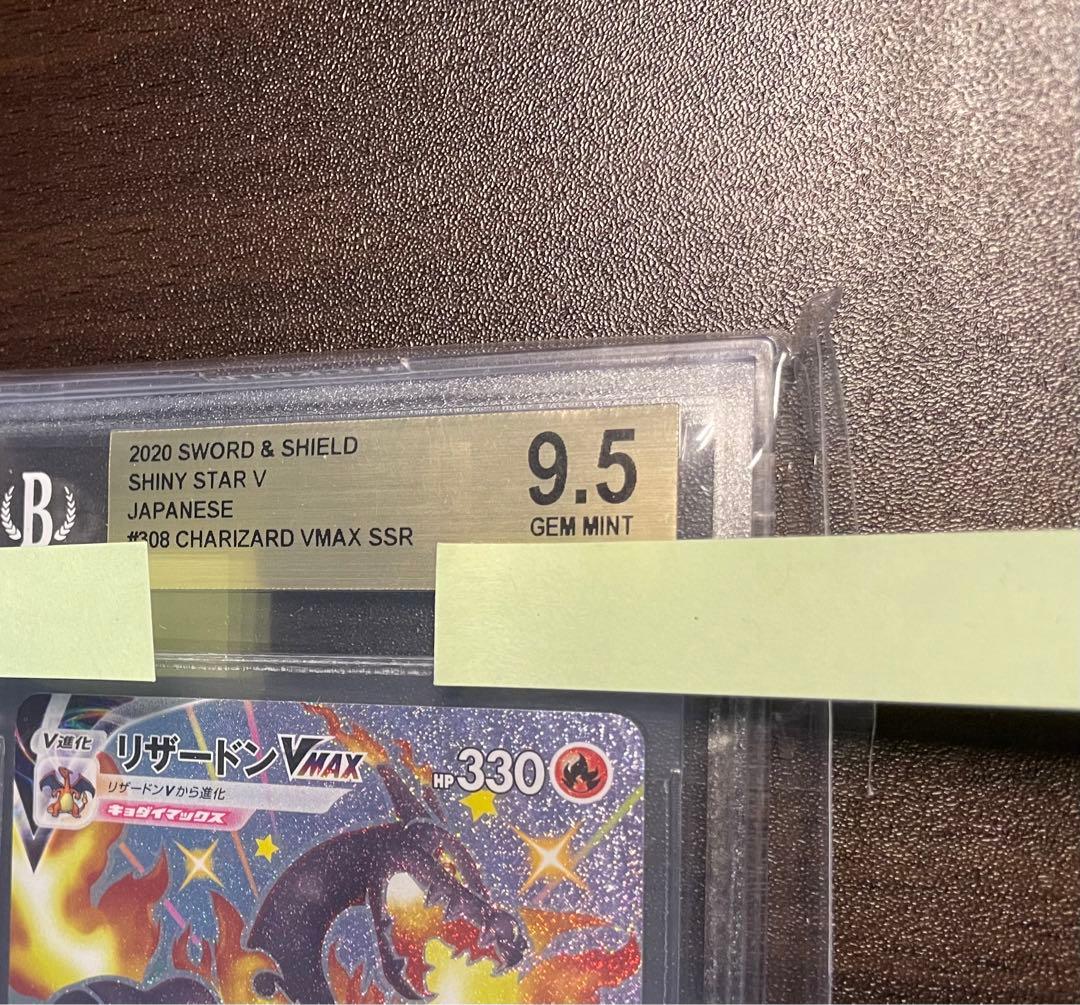 2020 SWORD & SHIELD
SHINY STAR V
JAPANESE
#308 CHARIZARD VMAX SSR
9.5
GEM MINT
B
V進化
リザードンVMAX
HP330
リザードンVから進化
キョダイマックス